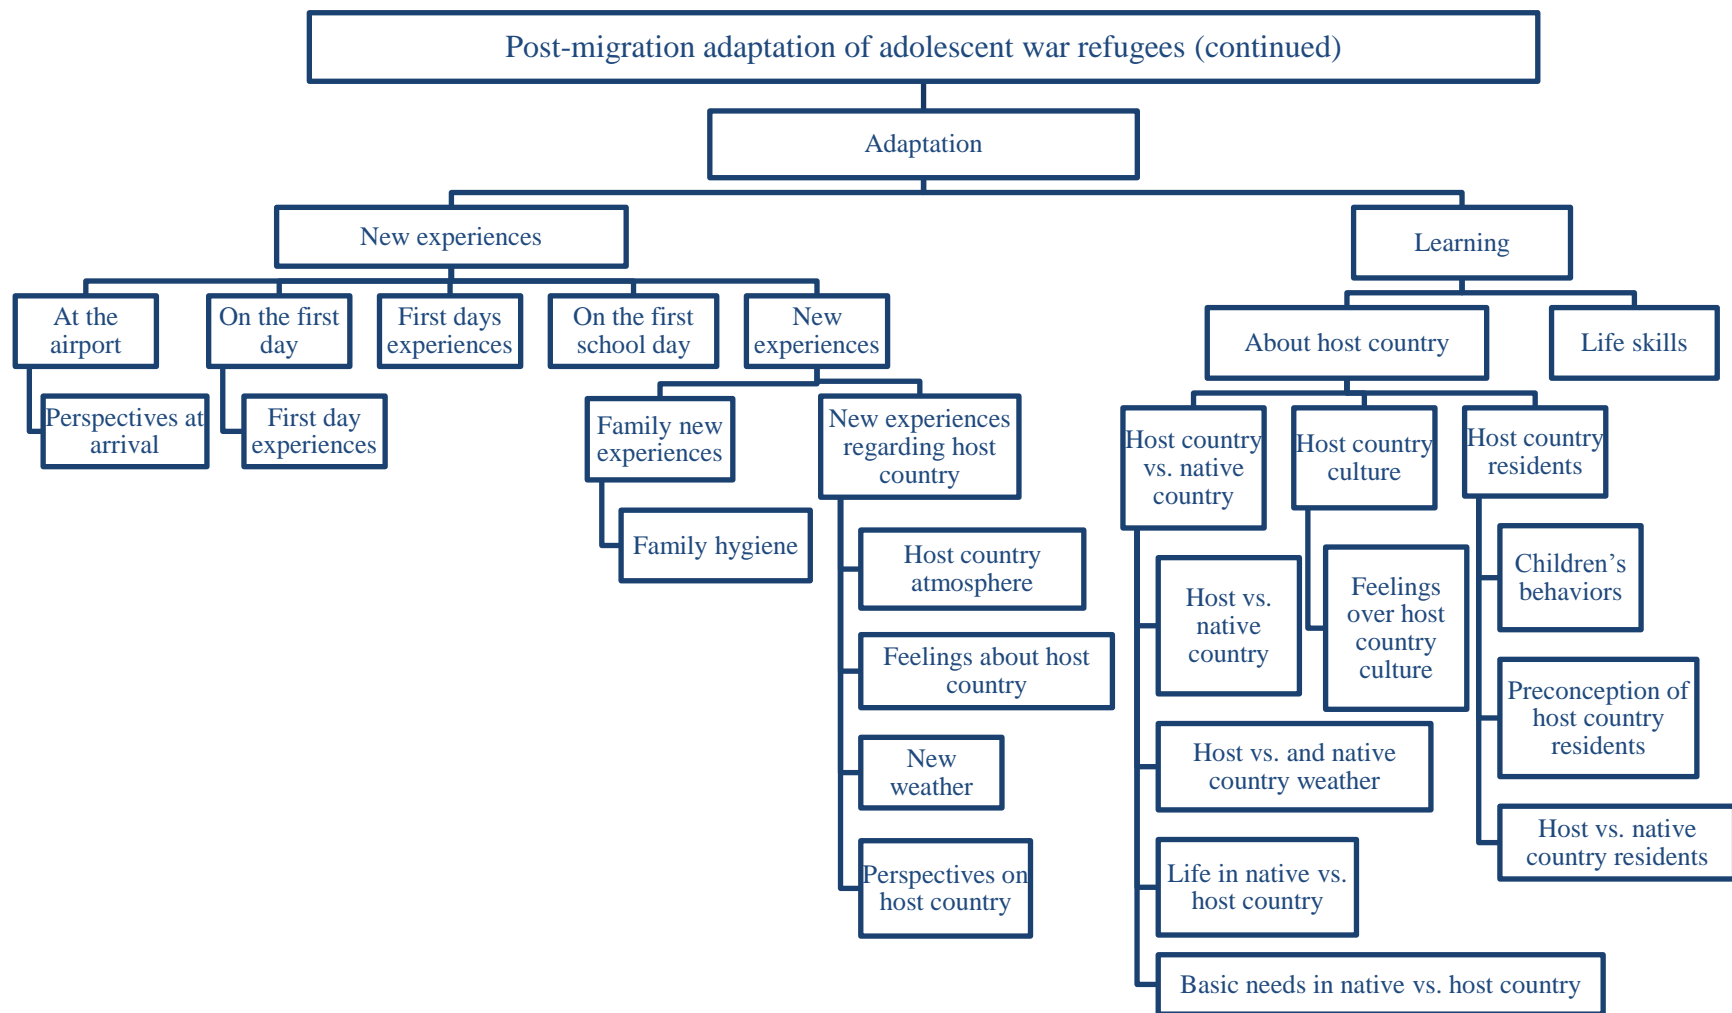 Post-migration adaptation of adolescent war refugees (continued)
Adaptation
New experiences
Learning
At the
airport
On the first
day
First days
experiences
On the first
school day
New
experiences
About host country
Life skills
Perspectives at
arrival
First day
experiences
Family new
experiences
New experiences
regarding host
country
Host country
vs. native
country
Host country
culture
Host country
residents
Family hygiene
Host country
atmosphere
Feelings about host
country
New
weather
Perspectives on
host country
Host vs.
native
country
Host vs. and native
country weather
Life in native vs.
host country
Basic needs in native vs. host country
Feelings
over host
country
culture
Children’s
behaviors
Preconception of
host country
residents
Host vs. native
country residents